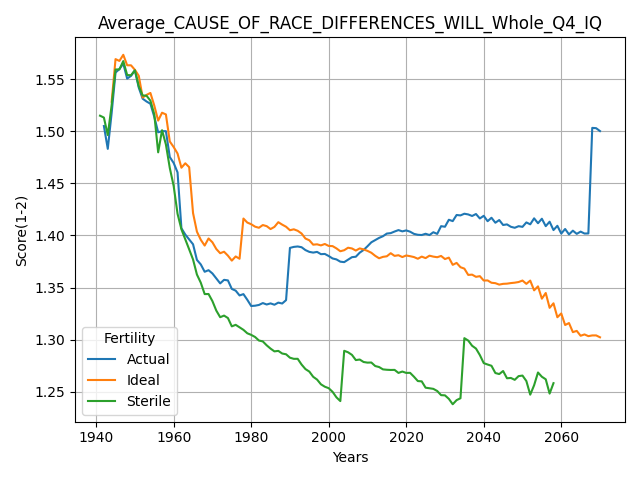 Average_CAUSE_OF_RACE_DIFFERENCES_WILL_Whole_Q4_IQ
Score(1-2)
1.55
1.50
1.45
1.40
1.35
1.30
1.25
Fertility
Actual
Ideal
Sterile
1940 1960 1980 2000 2020 2040 2060
Years